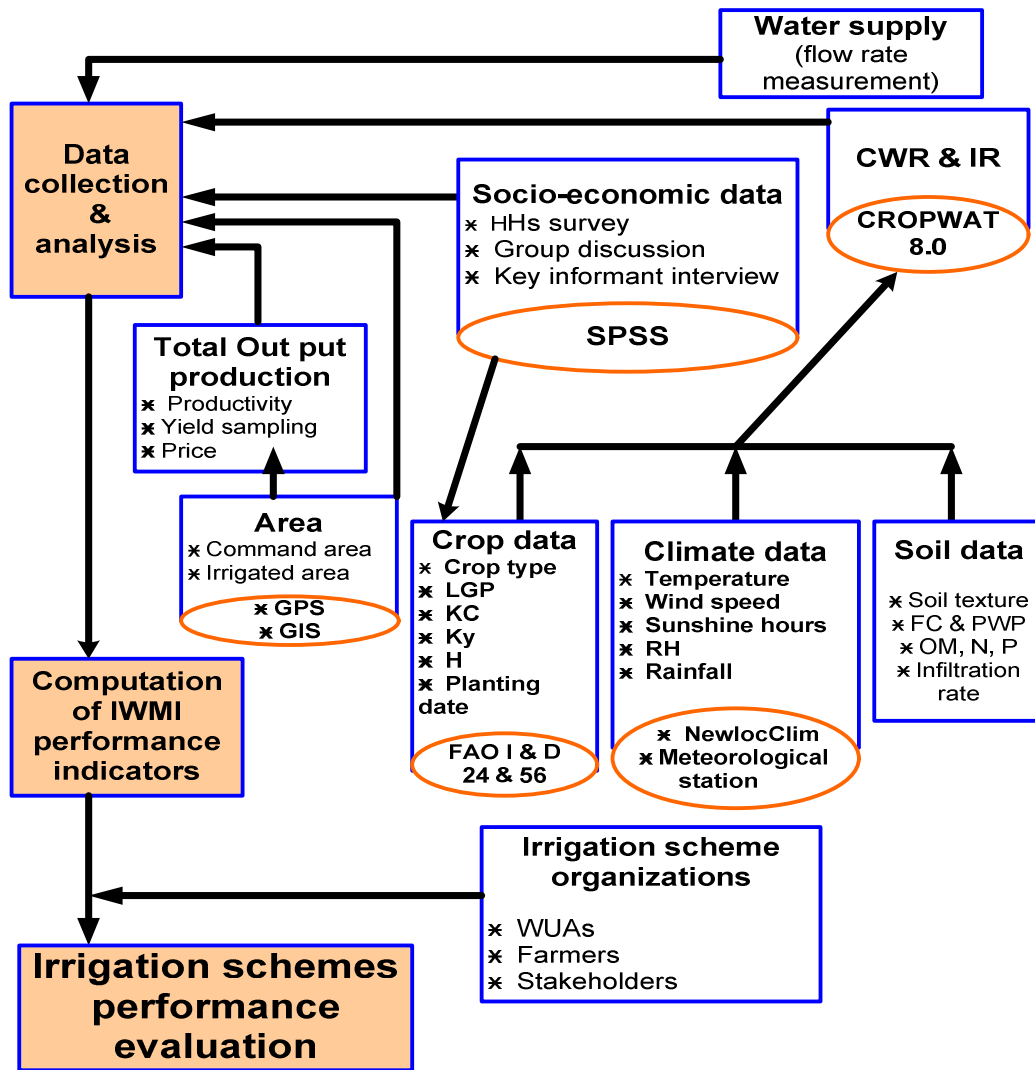 Water supply
(flow rate
measurement)
Data
collection
&
analysis
CWR & IR
CROPWAT
8.0
Socio-economic data
ӿ HHs survey
ӿ Group discussion
ӿ Key informant interview
SPSS
Total Out put
production
ӿ Productivity
ӿ Yield sampling
ӿ Price
Area
ӿ Command area
ӿ Irrigated area
ӿ GPS
ӿ GIS
Crop data
ӿ Crop type
ӿ LGP
ӿ KC
ӿ Ky
ӿ H
ӿ Planting
date
FAO I & D
24 & 56
Climate data
ӿ Temperature
ӿ Wind speed
ӿ Sunshine hours
ӿ RH
ӿ Rainfall
ӿ NewlocClim
ӿ Meteorological
station
Soil data
ӿ Soil texture
ӿ FC & PWP
ӿ OM, N, P
ӿ Infiltration
rate
Computation
of IWMI
performance
indicators
Irrigation scheme
organizations
ӿ WUAs
ӿ Farmers
ӿ Stakeholders
Irrigation schemes
performance
evaluation